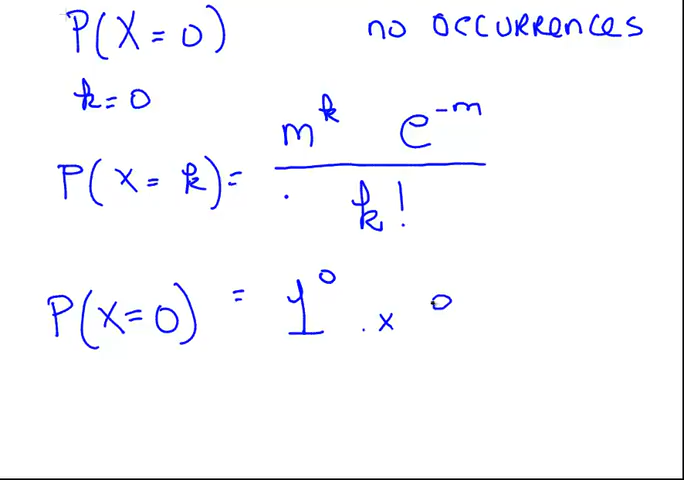 P(X = 0) no occurrences
k = 0
m^k e^-m
P(X = k) =
k!
P(X = 0) = 1^0 . x 0